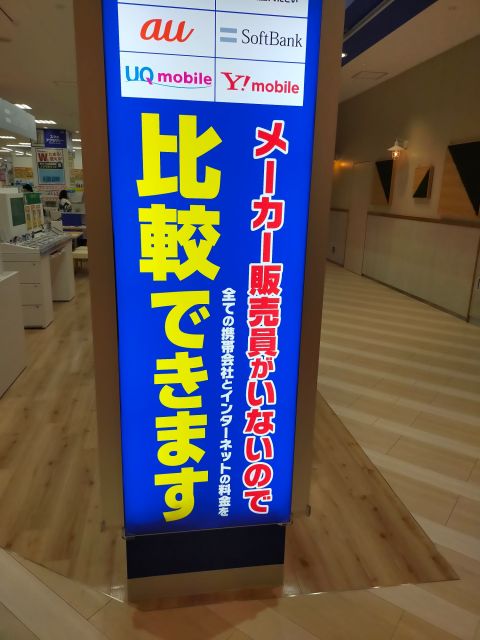 au
SoftBank
UQ mobile
Y! mobile
メーカー販売員がいないので
全ての携帯会社とインターネットの料金を
比較できます